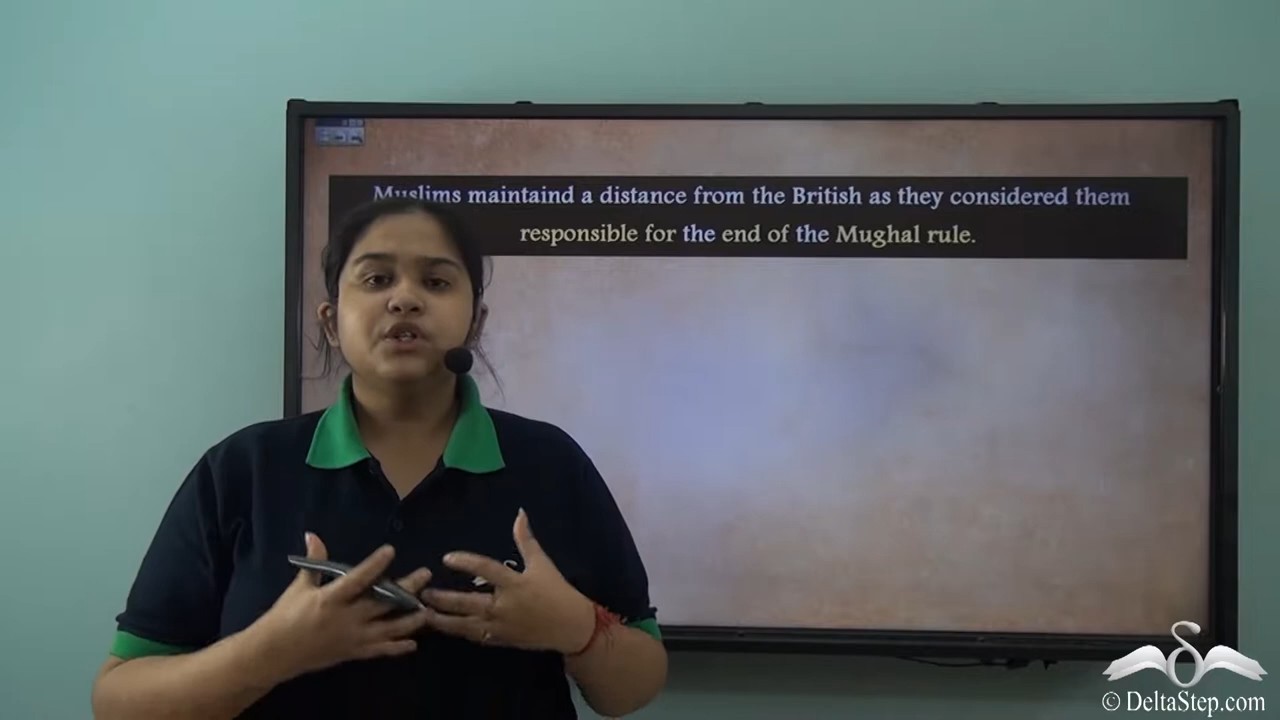 Muslims maintaind a distance from the British as they considered them
responsible for the end of the Mughal rule.
© DeltaStep.com